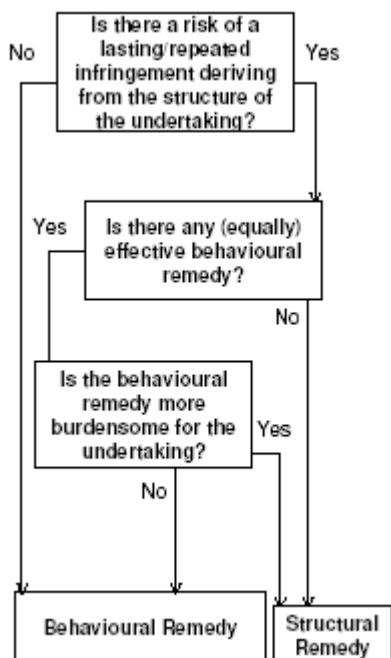 Is there a risk of a
lasting/repeated
infringement deriving
from the structure of
the undertaking?
No
Yes
Is there any (equally)
effective behavioural
remedy?
Yes
No
Is the behavioural
remedy more
burdensome for the
undertaking?
Yes
No
Behavioural Remedy
Structural
Remedy